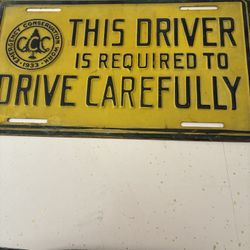 EMERGENCY CONSERVATION WORK
CCC
1933
THIS DRIVER
IS REQUIRED TO
DRIVE CAREFULLY